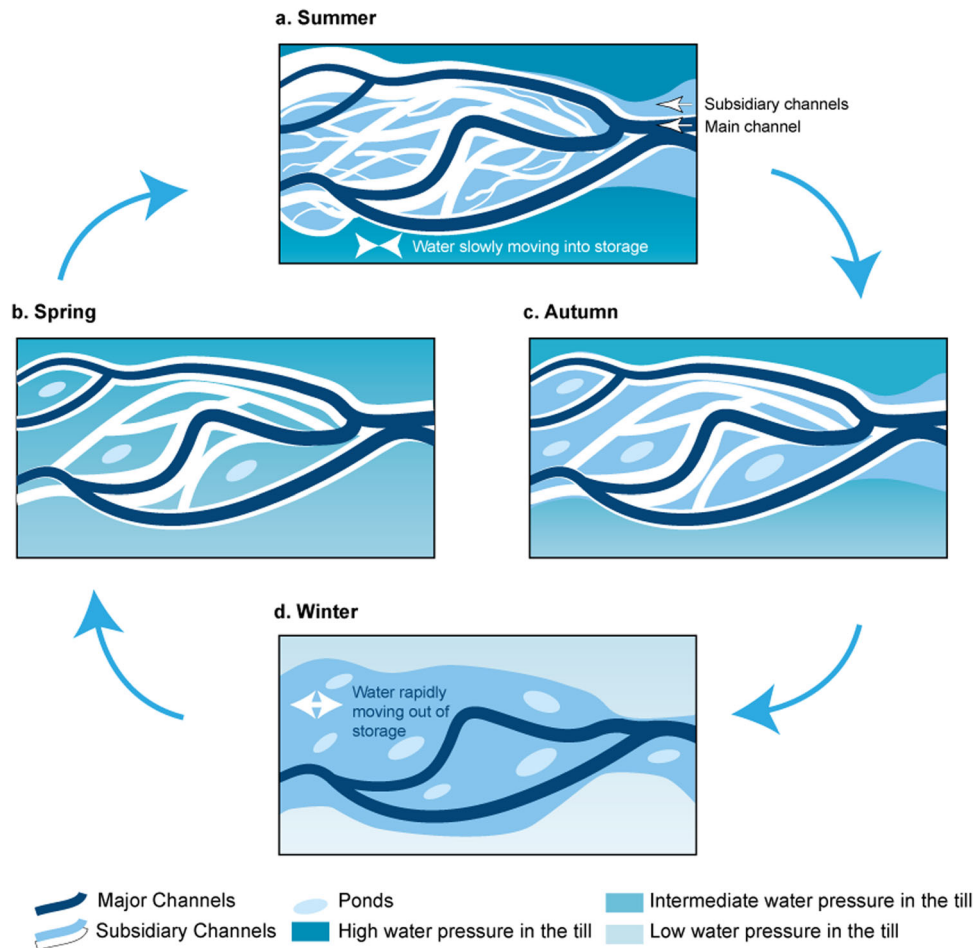 a. Summer
Subsidiary channels
Main channel
Water slowly moving into storage
b. Spring
c. Autumn
d. Winter
Water rapidly
moving out of
storage
Major Channels
Ponds
Intermediate water pressure in the till
Subsidiary Channels
High water pressure in the till
Low water pressure in the till